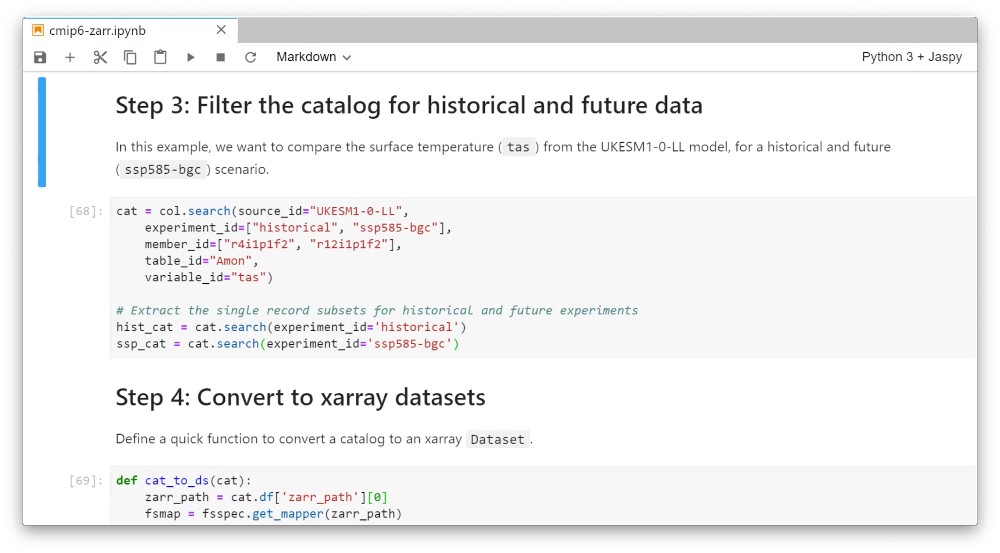 cmip6-zarr.ipynb
Markdown
Python 3 + Jaspy
Step 3: Filter the catalog for historical and future data
In this example, we want to compare the surface temperature ( tas ) from the UKESM1-0-LL model, for a historical and future
( ssp585-bgc ) scenario.
[68]:
cat = col.search(source_id="UKESM1-0-LL",
    experiment_id=["historical", "ssp585-bgc"],
    member_id=["r4i1p1f2", "r12i1p1f2"],
    table_id="Amon",
    variable_id="tas")
# Extract the single record subsets for historical and future experiments
hist_cat = cat.search(experiment_id='historical')
ssp_cat = cat.search(experiment_id='ssp585-bgc')
Step 4: Convert to xarray datasets
Define a quick function to convert a catalog to an xarray Dataset .
[69]:
def cat_to_ds(cat):
    zarr_path = cat.df['zarr_path'][0]
    fsmap = fsspec.get_mapper(zarr_path)